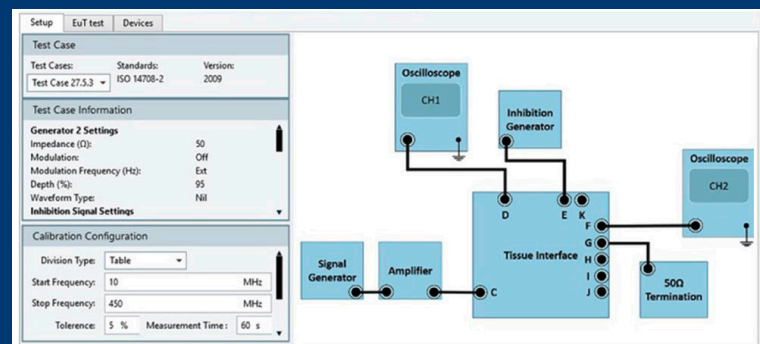 Setup EuT test Devices
Test Case
Test Cases: Standards: Version:
Test Case 27.5.3 ISO 14708-2 2009
Test Case Information
Generator 2 Settings
Impedance (Ω): 50
Modulation: Off
Modulation Frequency (Hz): Ext
Depth (%): 95
Waveform Type: Nil
Inhibition Signal Settings
Calibration Configuration
Division Type: Table
Start Frequency: 10 MHz
Stop Frequency: 450 MHz
Tolerence: 5 % Measurement Time: 60 s
Oscilloscope
CH1
Inhibition
Generator
Oscilloscope
CH2
D E K
F
G
Tissue Interface H
I
J
C
Signal
Generator
Amplifier
50Ω
Termination